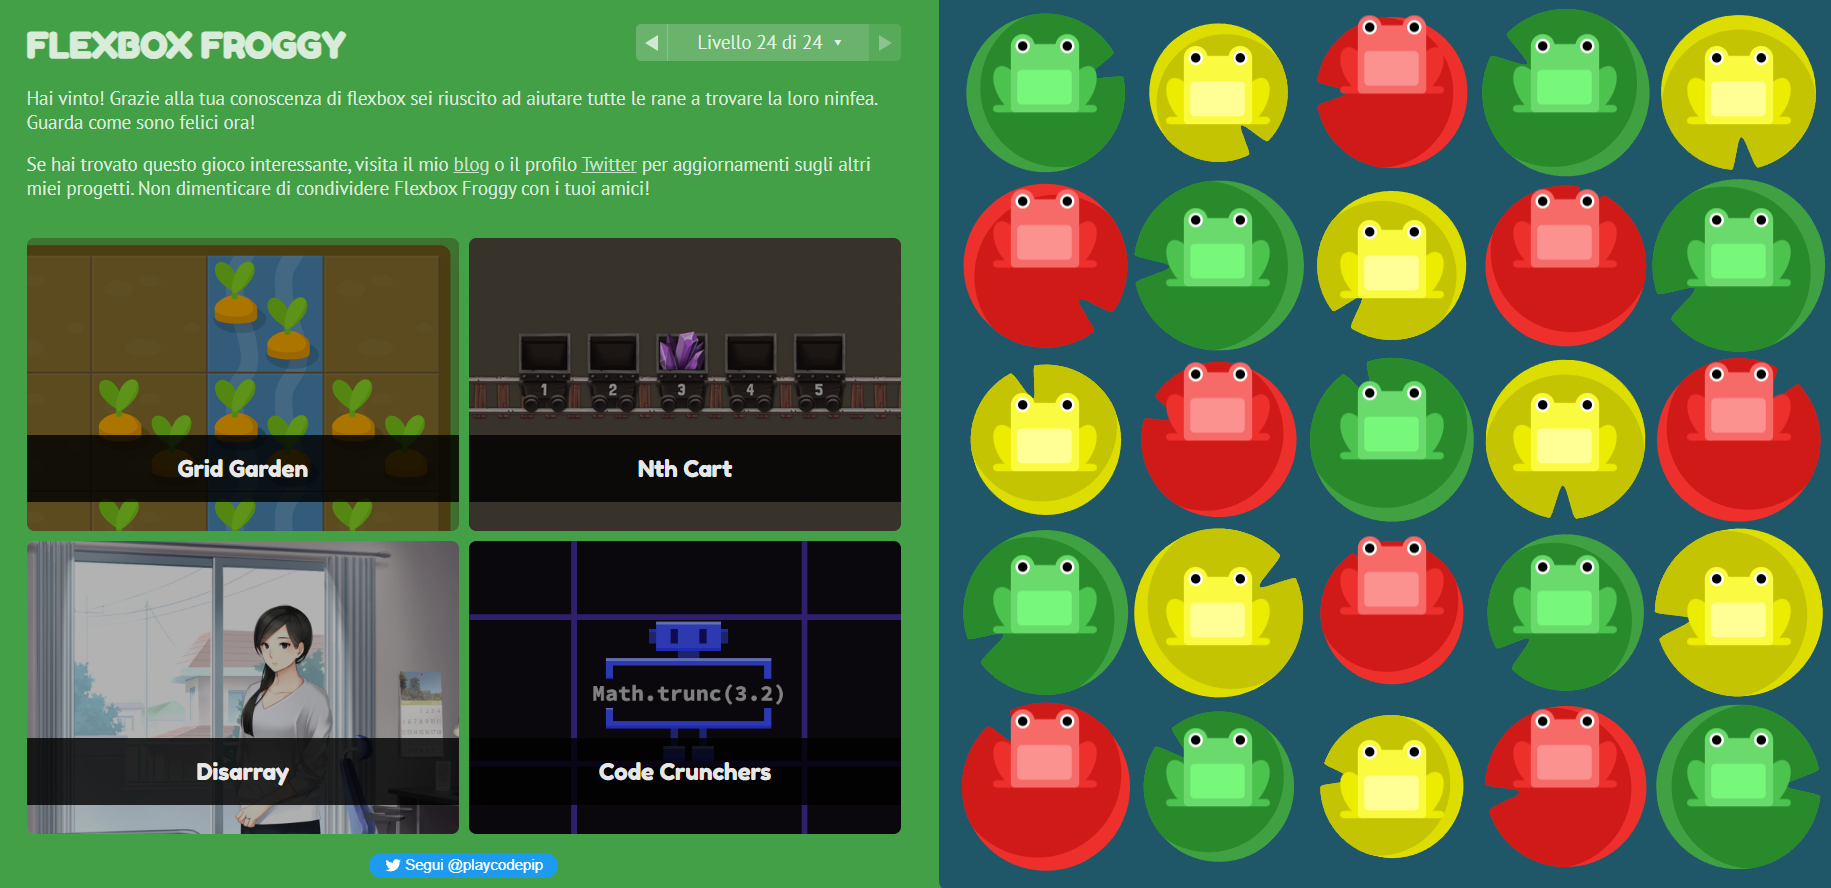 FLEXBOX FROGGY
Livello 24 di 24
Hai vinto! Grazie alla tua conoscenza di flexbox sei riuscito ad aiutare tutte le rane a trovare la loro ninfea.
Guarda come sono felici ora!
Se hai trovato questo gioco interessante, visita il mio blog o il profilo Twitter per aggiornamenti sugli altri
miei progetti. Non dimenticare di condividere Flexbox Froggy con i tuoi amici!
Grid Garden
1 2 3 4 5
Nth Cart
Disarray
Math.trunc(3.2)
Code Crunchers
Segui @playcodepip